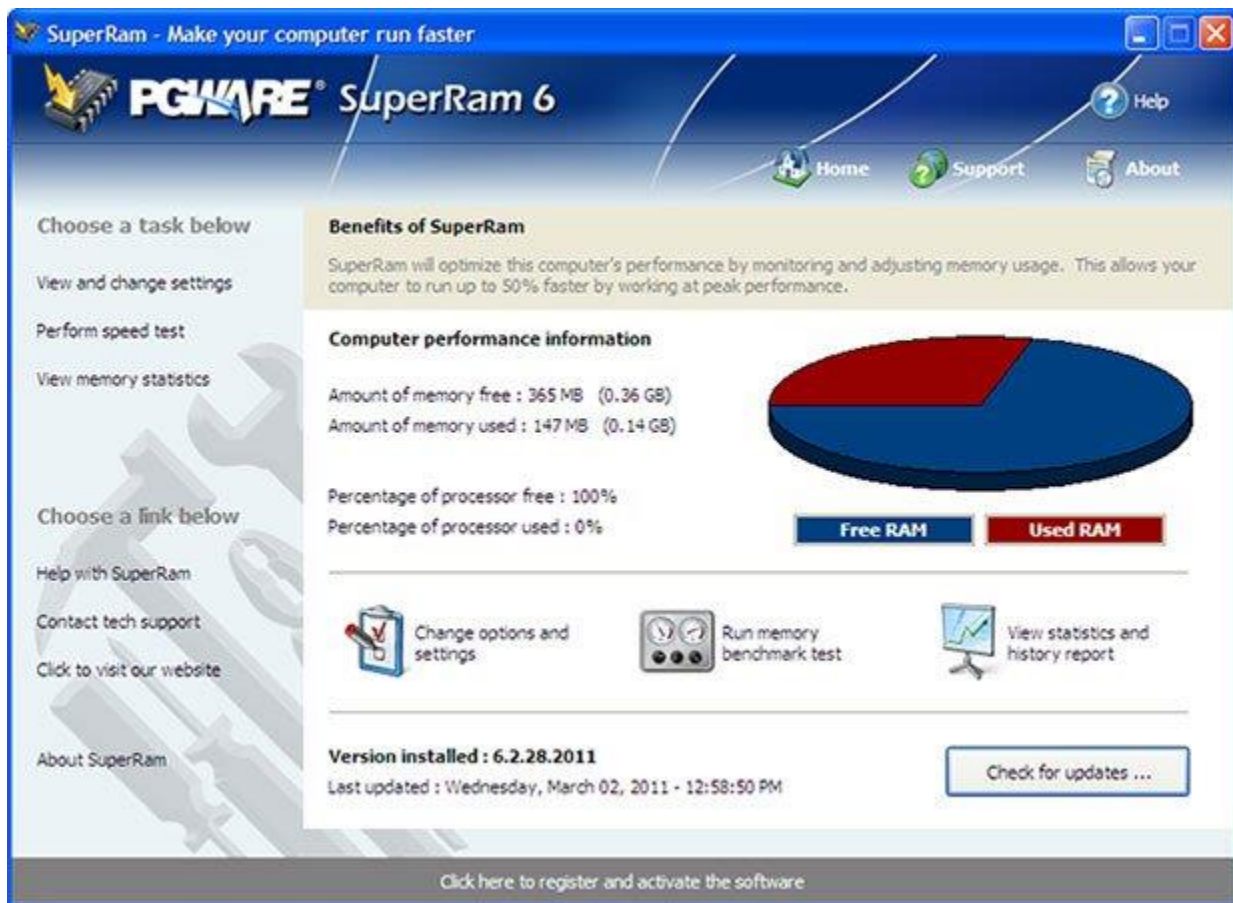 SuperRam - Make your computer run faster
PGWARE® SuperRam 6
Help
Home
Support
About
Choose a task below
View and change settings
Perform speed test
View memory statistics
Choose a link below
Help with SuperRam
Contact tech support
Click to visit our website
About SuperRam
Benefits of SuperRam
SuperRam will optimize this computer's performance by monitoring and adjusting memory usage. This allows your
computer to run up to 50% faster by working at peak performance.
Computer performance information
Amount of memory free : 365 MB (0.36 GB)
Amount of memory used : 147 MB (0.14 GB)
Percentage of processor free : 100%
Percentage of processor used : 0%
Free RAM
Used RAM
Change options and
settings
Run memory
benchmark test
View statistics and
history report
Version installed : 6.2.28.2011
Last updated : Wednesday, March 02, 2011 - 12:58:50 PM
Check for updates ...
Click here to register and activate the software